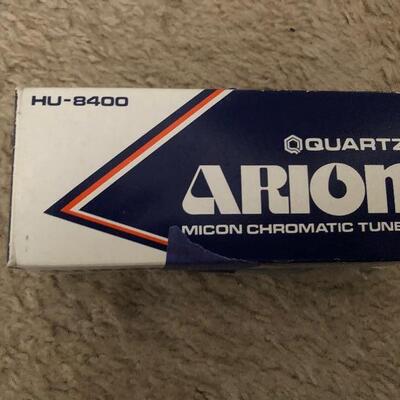 HU-8400
QUARTZ
ARION
MICON CHROMATIC TUNE